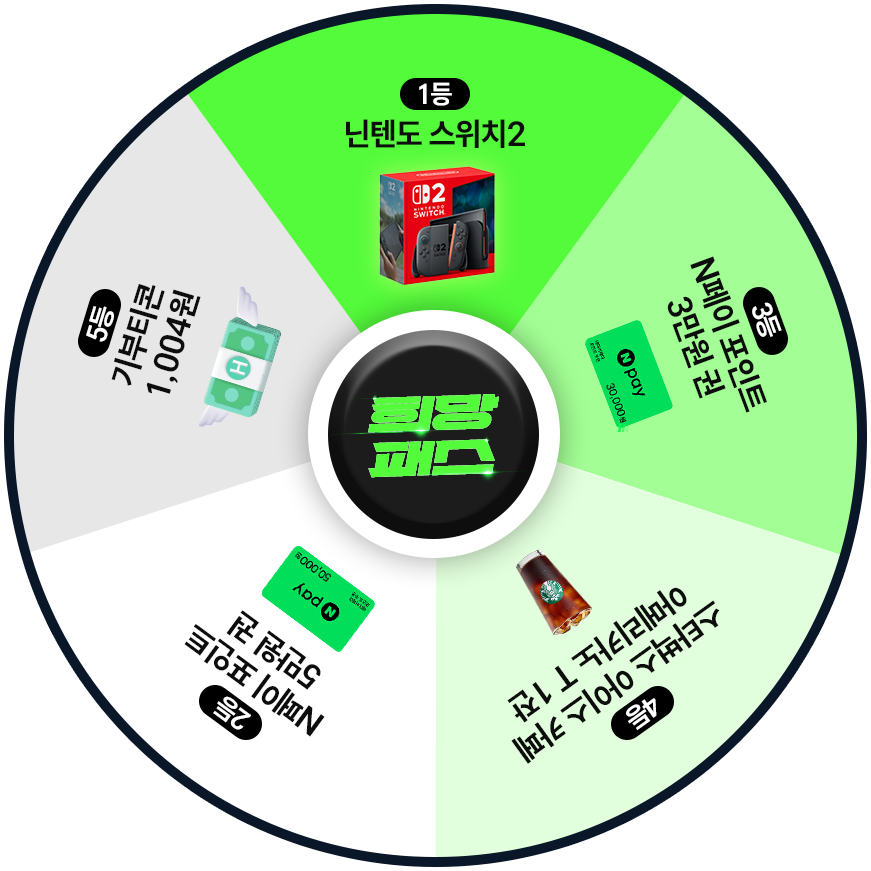 1등
닌텐도 스위치2
2
NINTENDO
SWITCH
3등
N페이 포인트
3만원 권
N pay
30,000원
4등
스타벅스 아이스 카페
아메리카노 T 1잔
2등
N페이 포인트
5만원 권
N pay
50,000원
5등
기부티콘
1,004원
H
희망
패스